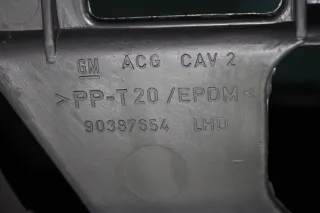 GM ACG CAV 2
>PP-T20/EPDM<
90387654 LHD